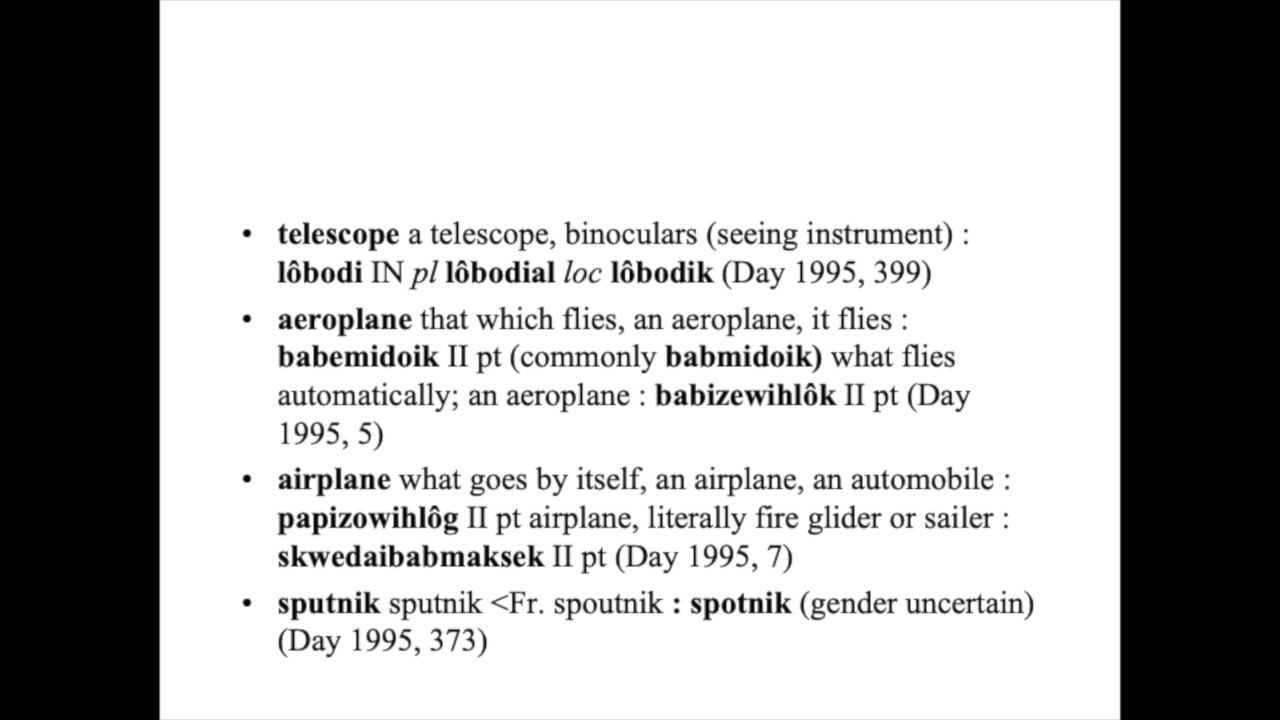 • telescope a telescope, binoculars (seeing instrument) :
lôbodi IN pl lôbodial loc lôbodik (Day 1995, 399)
• aeroplane that which flies, an aeroplane, it flies :
babemidoik II pt (commonly babmidoik) what flies
automatically; an aeroplane : babizewihlôk II pt (Day
1995, 5)
• airplane what goes by itself, an airplane, an automobile :
papizowihlôg II pt airplane, literally fire glider or sailer :
skwedaibabmaksek II pt (Day 1995, 7)
• sputnik sputnik <Fr. spoutnik : spotnik (gender uncertain)
(Day 1995, 373)